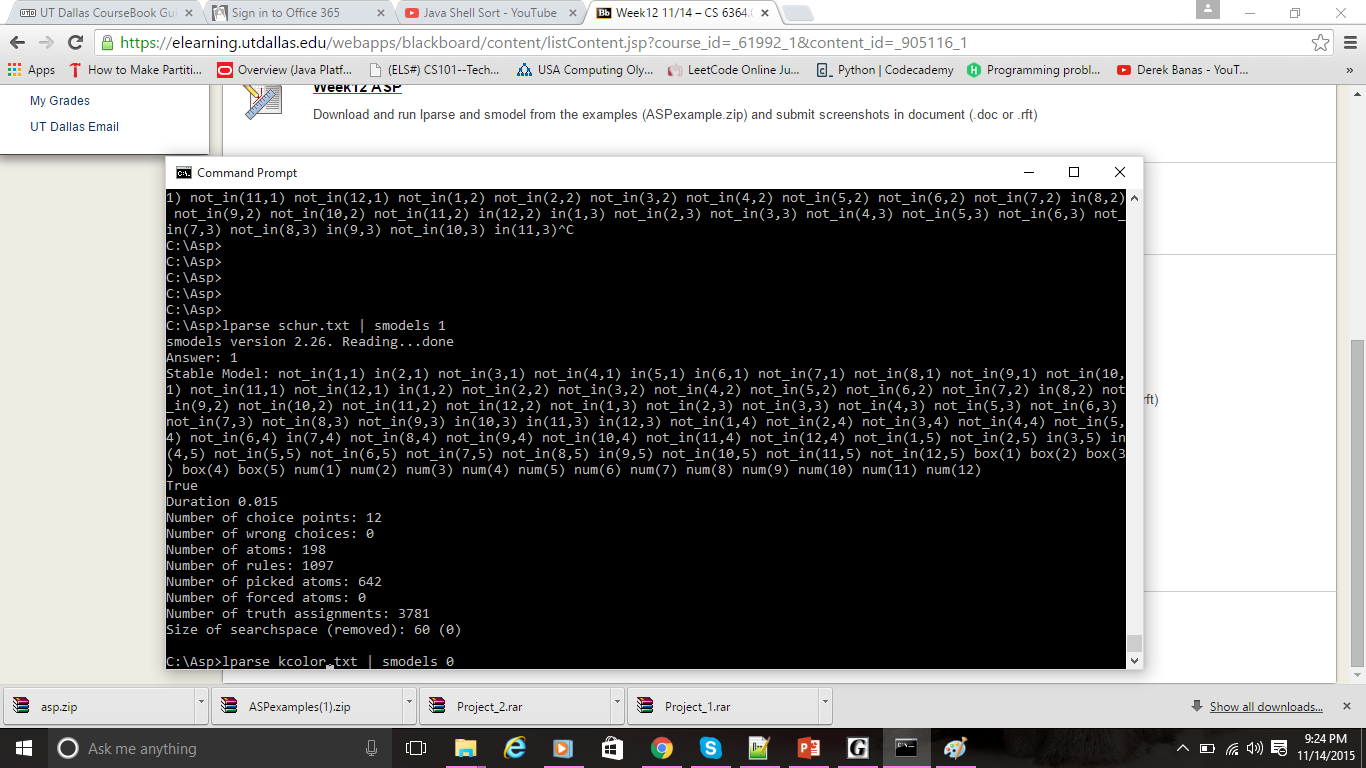 UT Dallas CourseBook Gui
Sign in to Office 365
Java Shell Sort - YouTube
Week12 11/14 – CS 6364.0
https://elearning.utdallas.edu/webapps/blackboard/content/listContent.jsp?course_id=_61992_1&content_id=_905116_1
Apps
How to Make Partiti...
Overview (Java Platf...
(ELS#) CS101--Tech...
USA Computing Oly...
LeetCode Online Ju...
Python | Codecademy
Programming probl...
Derek Banas - YouT...
»
My Grades
UT Dallas Email
Week12 ASP
Download and run lparse and smodel from the examples (ASPexample.zip) and submit screenshots in document (.doc or .rft)
Command Prompt
1) not_in(11,1) not_in(12,1) not_in(1,2) not_in(2,2) not_in(3,2) not_in(4,2) not_in(5,2) not_in(6,2) not_in(7,2) in(8,2)
not_in(9,2) not_in(10,2) not_in(11,2) in(12,2) in(1,3) not_in(2,3) not_in(3,3) not_in(4,3) not_in(5,3) not_in(6,3) not_
in(7,3) not_in(8,3) in(9,3) not_in(10,3) in(11,3)^C
C:\Asp>
C:\Asp>
C:\Asp>
C:\Asp>
C:\Asp>
C:\Asp>lparse schur.txt | smodels 1
smodels version 2.26. Reading...done
Answer: 1
Stable Model: not_in(1,1) in(2,1) not_in(3,1) not_in(4,1) in(5,1) in(6,1) not_in(7,1) not_in(8,1) not_in(9,1) not_in(10,
1) not_in(11,1) not_in(12,1) in(1,2) not_in(2,2) not_in(3,2) not_in(4,2) not_in(5,2) not_in(6,2) not_in(7,2) in(8,2) not
_in(9,2) not_in(10,2) not_in(11,2) not_in(12,2) not_in(1,3) not_in(2,3) not_in(3,3) not_in(4,3) not_in(5,3) not_in(6,3)
not_in(7,3) not_in(8,3) not_in(9,3) in(10,3) in(11,3) in(12,3) not_in(1,4) not_in(2,4) not_in(3,4) not_in(4,4) not_in(5,
4) not_in(6,4) in(7,4) not_in(8,4) not_in(9,4) not_in(10,4) not_in(11,4) not_in(12,4) not_in(1,5) not_in(2,5) in(3,5) in
(4,5) not_in(5,5) not_in(6,5) not_in(7,5) not_in(8,5) in(9,5) not_in(10,5) not_in(11,5) not_in(12,5) box(1) box(2) box(3
) box(4) box(5) num(1) num(2) num(3) num(4) num(5) num(6) num(7) num(8) num(9) num(10) num(11) num(12)
True
Duration 0.015
Number of choice points: 12
Number of wrong choices: 0
Number of atoms: 198
Number of rules: 1097
Number of picked atoms: 642
Number of forced atoms: 0
Number of truth assignments: 3781
Size of searchspace (removed): 60 (0)
C:\Asp>lparse kcolor.txt | smodels 0
rft)
asp.zip
ASPexamples(1).zip
Project_2.rar
Project_1.rar
Show all downloads...
Ask me anything
9:24 PM
11/14/2015